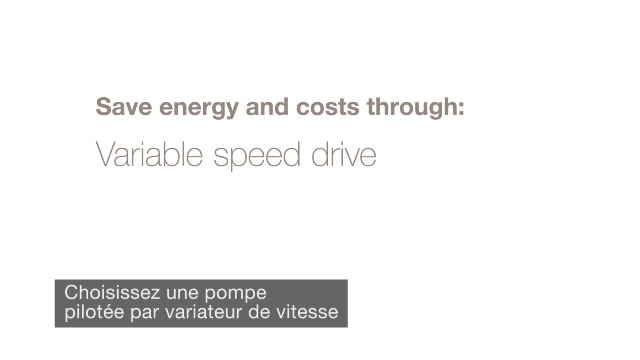 Save energy and costs through:
Variable speed drive
Choisissez une pompe
pilotée par variateur de vitesse